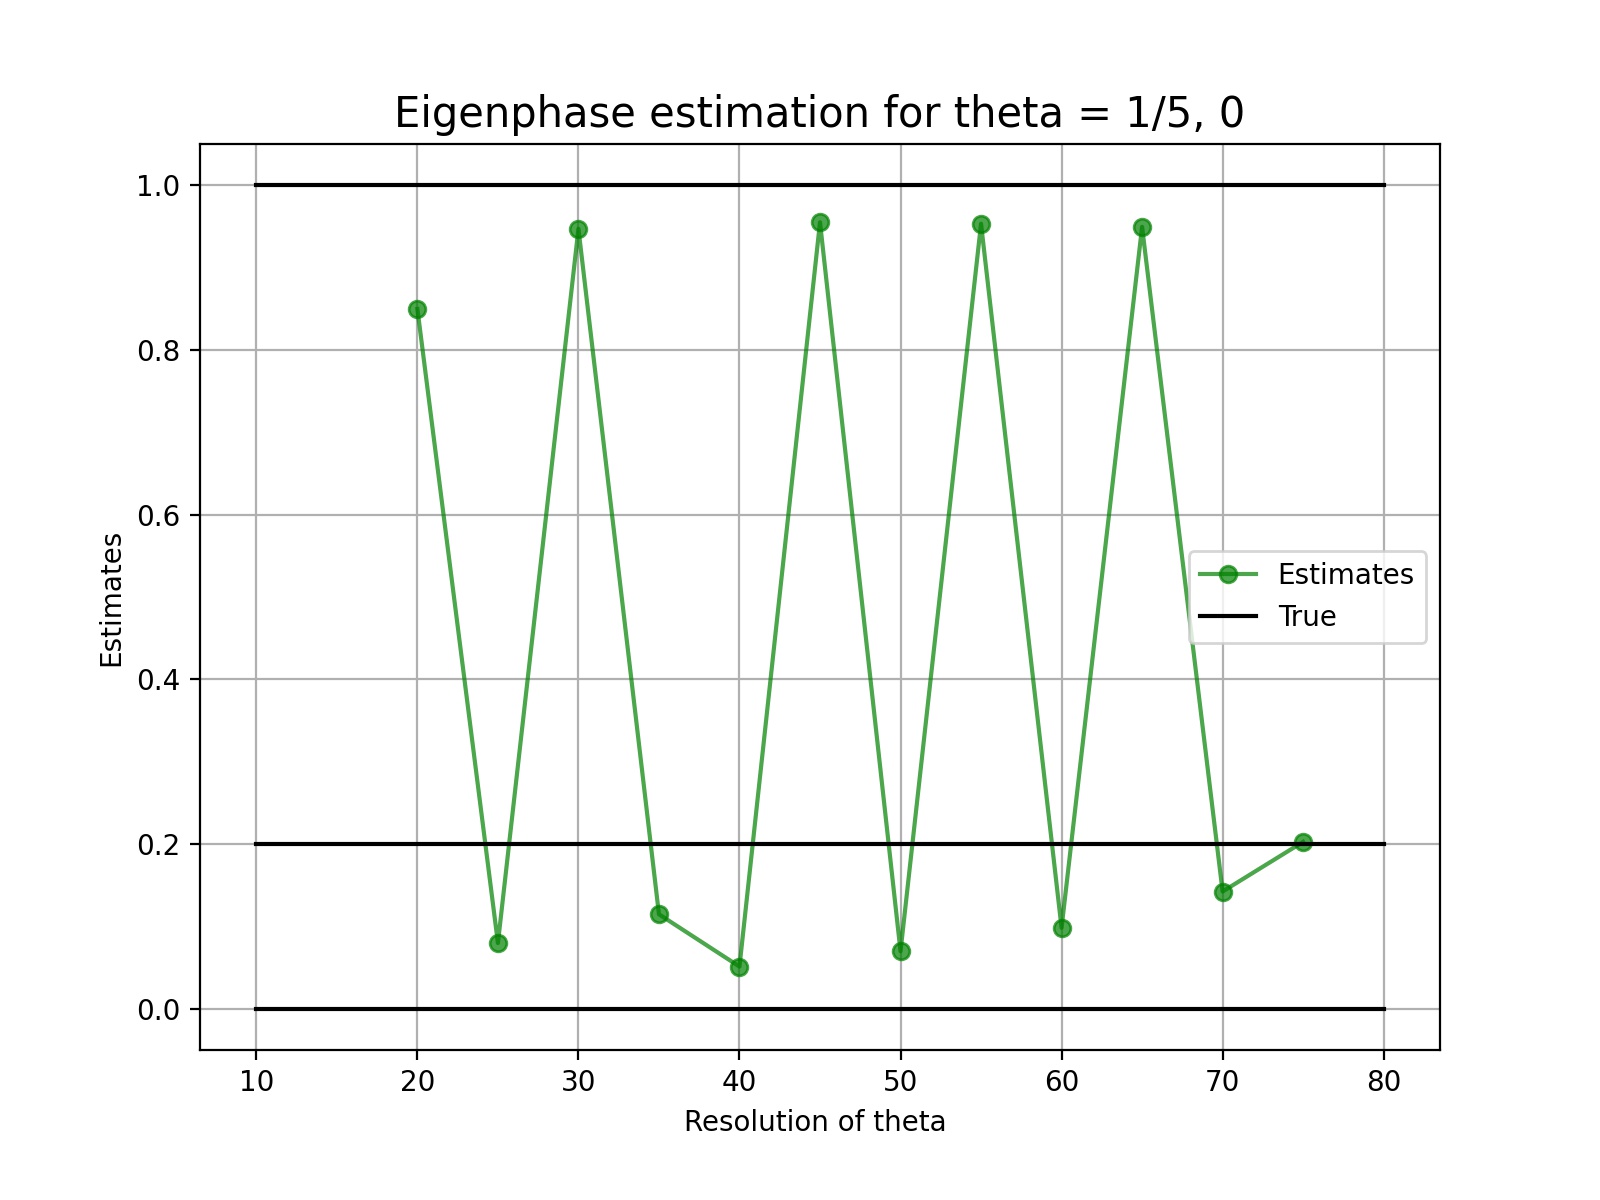 Eigenphase estimation for theta = 1/5, 0
1.0
0.8
0.6
0.4
0.2
0.0
Estimates
Estimates
True
10 20 30 40 50 60 70 80
Resolution of theta